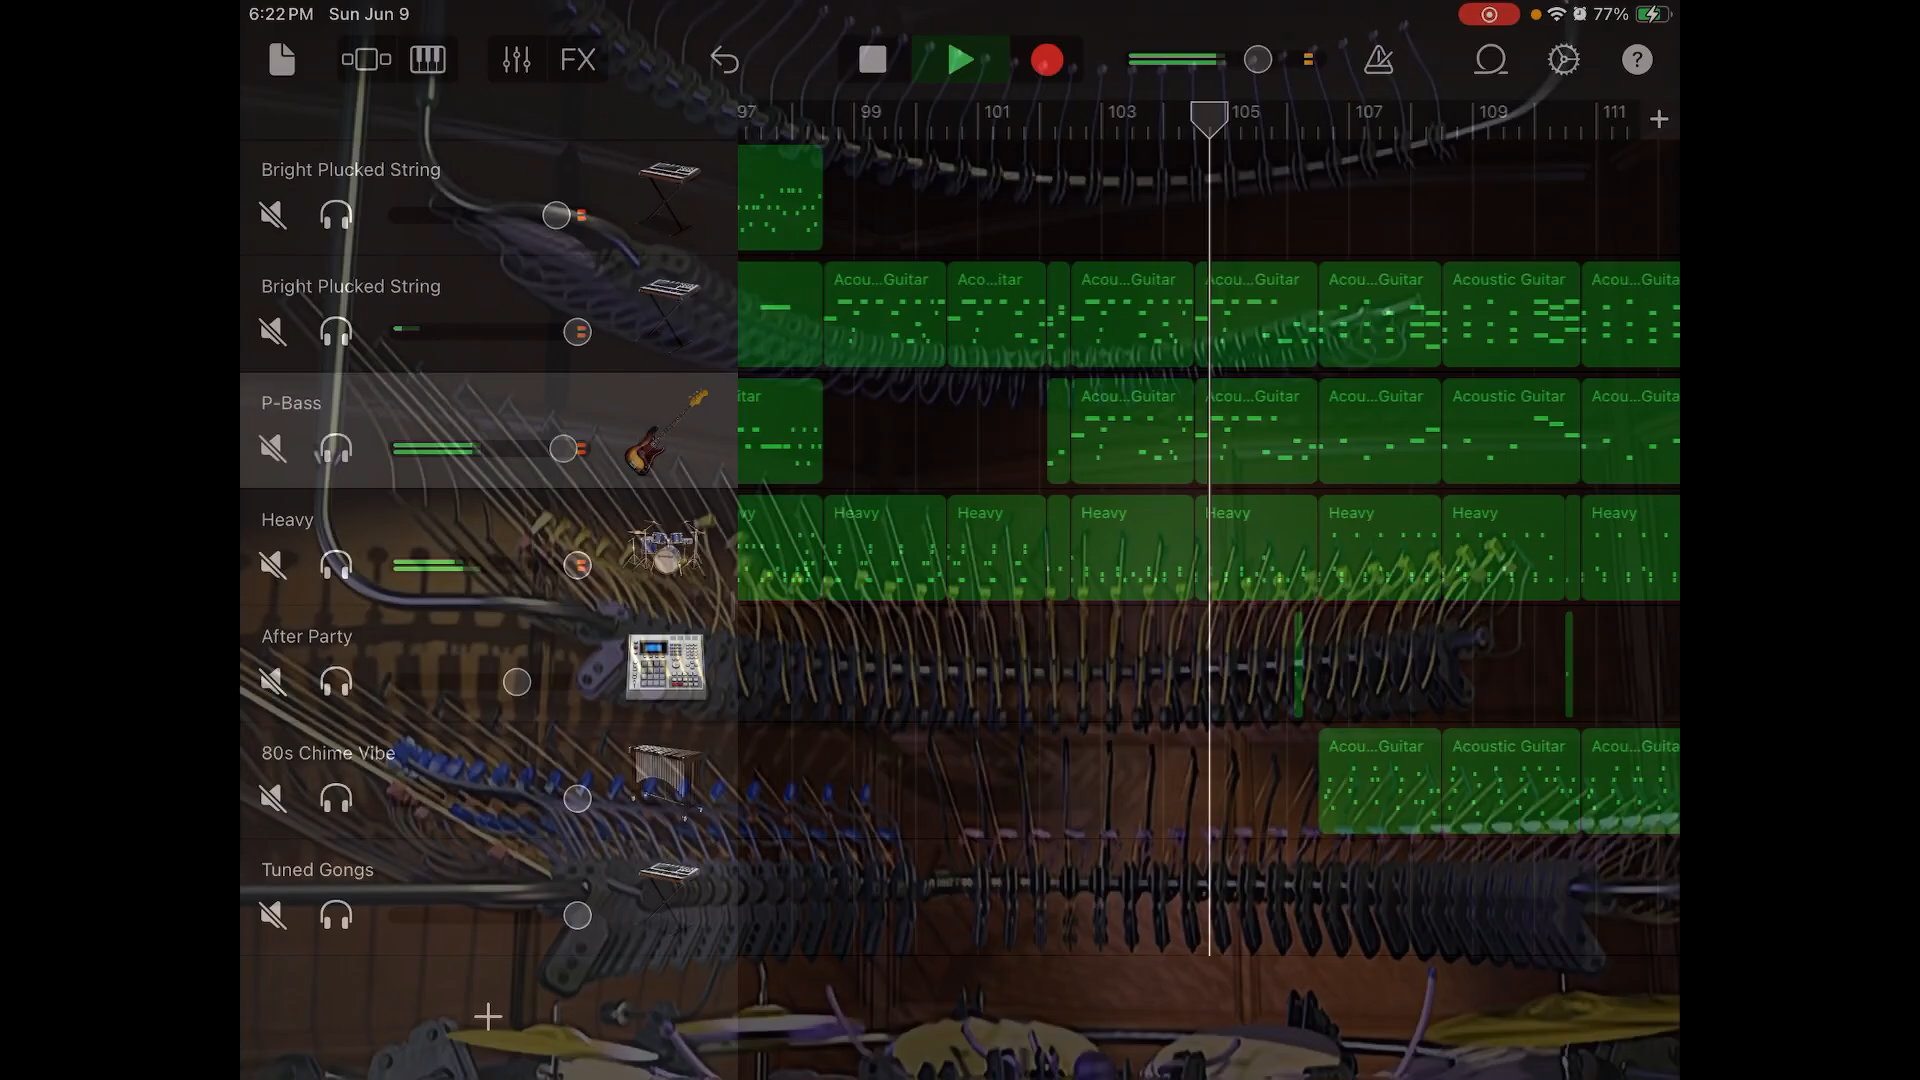 6:22 PM Sun Jun 9
77%
FX
?
97 99 101 103 105 107 109 111
Bright Plucked String
Bright Plucked String
Acou...Guitar Aco...itar Acou...Guitar Acou...Guitar Acou...Guitar Acoustic Guitar Acou...Guita
P-Bass
itar Acou...Guitar Acou...Guitar Acou...Guitar Acoustic Guitar Acou...Guita
Heavy
vy Heavy Heavy Heavy Heavy Heavy Heavy Heavy
After Party
80s Chime Vibe
Acou...Guitar Acoustic Guitar Acou...Guita
Tuned Gongs